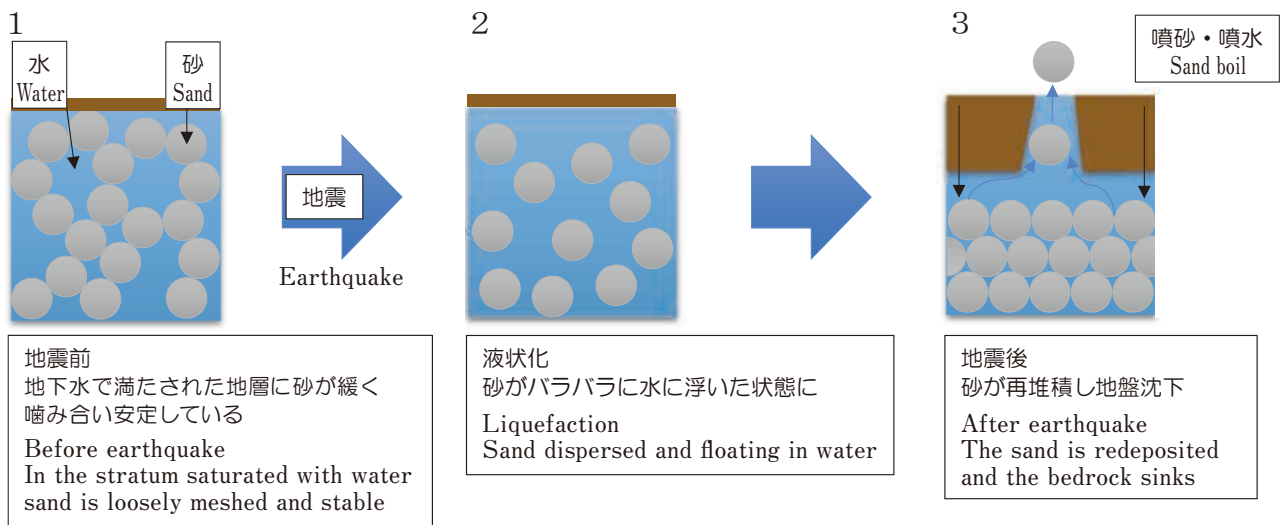 1
水
Water
砂
Sand
地震
Earthquake
2
3
噴砂・噴水
Sand boil
地震前
地下水で満たされた地層に砂が緩く
噛み合い安定している
Before earthquake
In the stratum saturated with water
sand is loosely meshed and stable
液状化
砂がバラバラに水に浮いた状態に
Liquefaction
Sand dispersed and floating in water
地震後
砂が再堆積し地盤沈下
After earthquake
The sand is redeposited
and the bedrock sinks